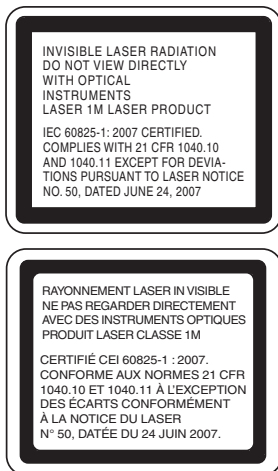 INVISIBLE LASER RADIATION
DO NOT VIEW DIRECTLY
WITH OPTICAL
INSTRUMENTS
LASER 1M LASER PRODUCT
IEC 60825-1: 2007 CERTIFIED.
COMPLIES WITH 21 CFR 1040.10
AND 1040.11 EXCEPT FOR DEVIA-
TIONS PURSUANT TO LASER NOTICE
NO. 50, DATED JUNE 24, 2007
RAYONNEMENT LASER IN VISIBLE
NE PAS REGARDER DIRECTEMENT
AVEC DES INSTRUMENTS OPTIQUES
PRODUIT LASER CLASSE 1M
CERTIFIÉ CEI 60825-1 : 2007.
CONFORME AUX NORMES 21 CFR
1040.10 ET 1040.11 À L'EXCEPTION
DES ÉCARTS CONFORMÉMENT
À LA NOTICE DU LASER
N° 50, DATÉE DU 24 JUIN 2007.